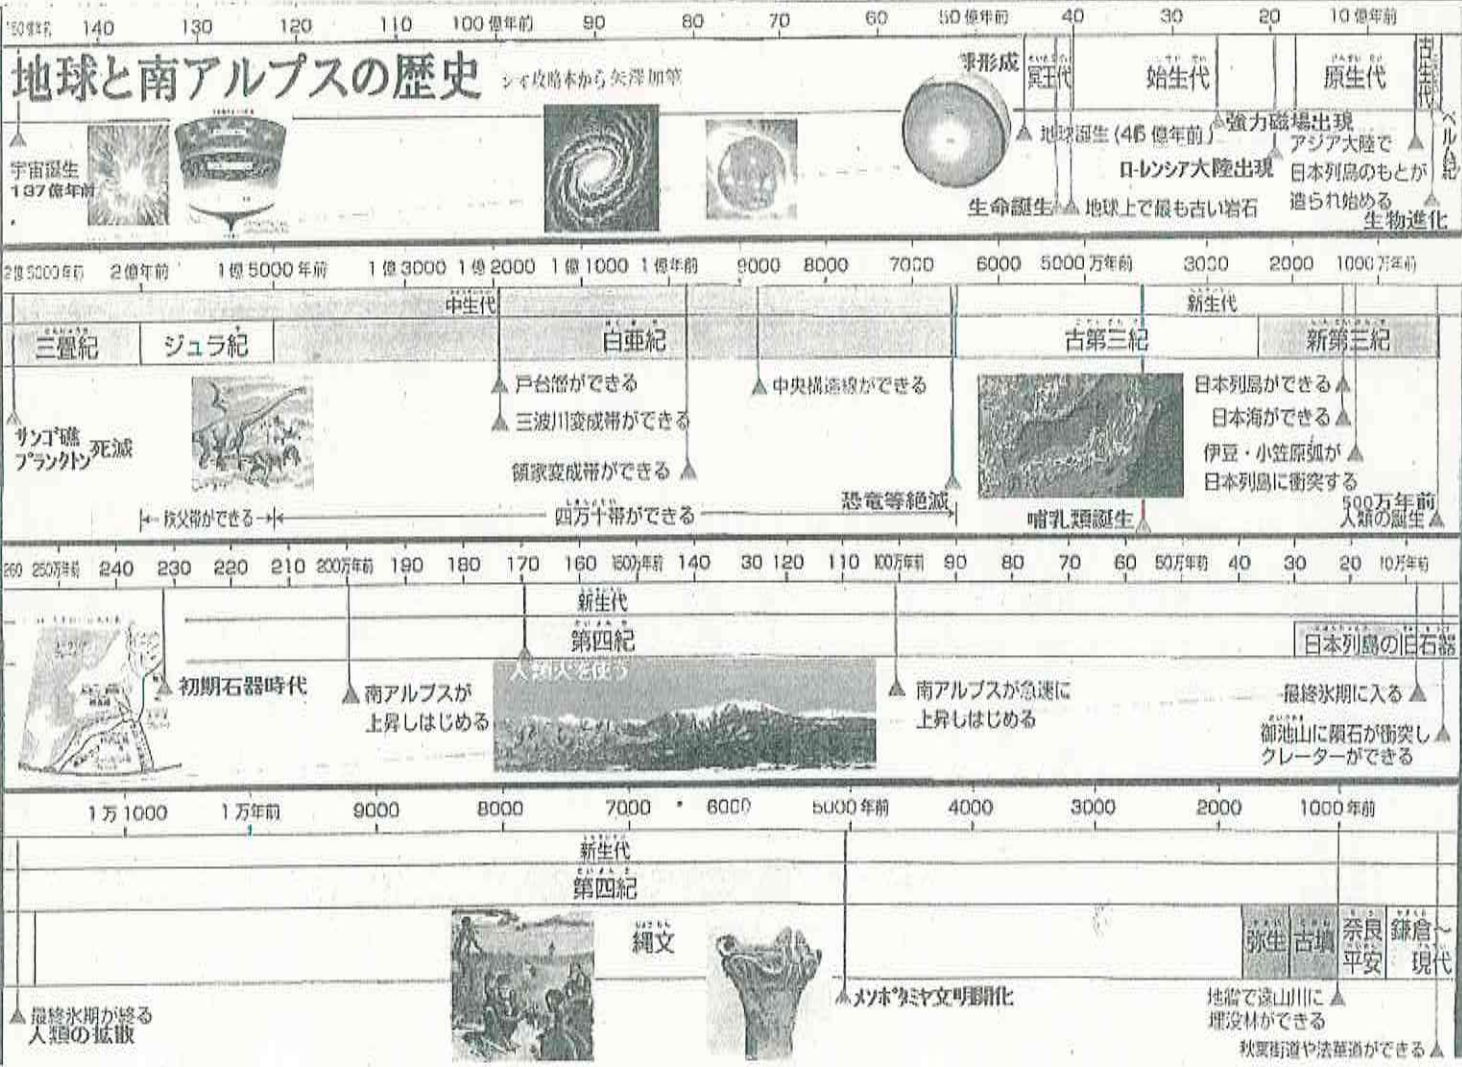 140 130 120 110 100億年前 90 80 70 60 50億年前 40 30 20 10億年前
地球と南アルプスの歴史
シオ攻略本から矢澤加筆
形成
冥王代
始生代
原生代
古生代
ペルム紀
宇宙誕生
137億年前
地球誕生(46億年前)
強力磁場出現
ローレンシア大陸出現
アジア大陸で
日本列島のもとが
造られ始める
生命誕生
地球上で最も古い岩石
生物進化
2億5000年前 2億年前 1億5000年前 1億3000 1億2000 1億1000 1億年前 9000 8000 7000 6000 5000万年前 3000 2000 1000万年前
中生代
新生代
三畳紀
ジュラ紀
白亜紀
古第三紀
新第三紀
戸台層ができる
三波川変成帯ができる
領家変成帯ができる
中央構造線ができる
日本列島ができる
日本海ができる
伊豆・小笠原弧が
日本列島に衝突する
サンゴ礁
プランクトン死滅
秩父帯ができる
四万十帯ができる
恐竜等絶滅
哺乳類誕生
500万年前
人類の誕生
260 250万年前 240 230 220 210 200万年前 190 180 170 160 150万年前 140 30 120 110 100万年前 90 80 70 60 50万年前 40 30 20 10万年前
新生代
第四紀
日本列島の旧石器
人類火を使う
初期石器時代
南アルプスが
上昇しはじめる
南アルプスが急速に
上昇しはじめる
最終氷期に入る
御池山に隕石が衝突し
クレーターができる
1万1000 1万年前 9000 8000 7000 6000 5000年前 4000 3000 2000 1000年前
新生代
第四紀
縄文
弥生
古墳
奈良
平安
鎌倉〜
現代
最終氷期が終る
人類の拡散
メソポタミヤ文明開化
地震で遠山川に
埋没林ができる
秋葉街道や法華道ができる